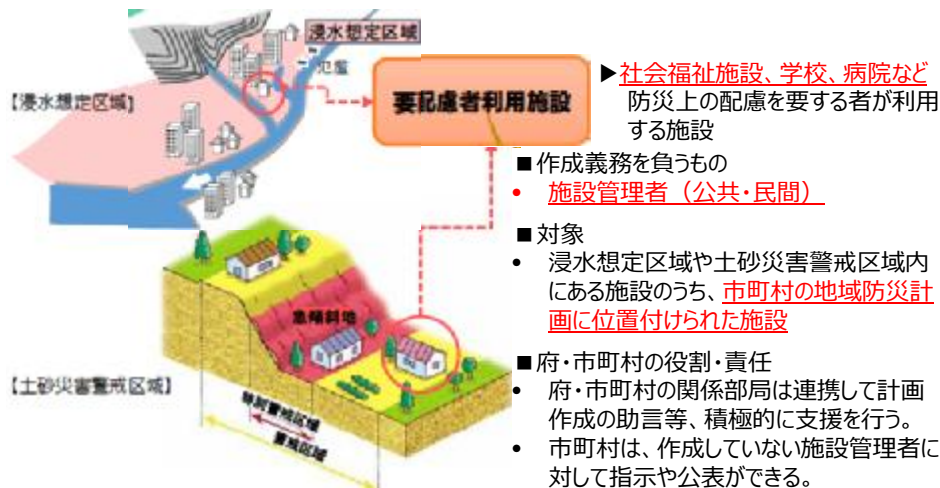 浸水想定区域
氾濫
【浸水想定区域】
要配慮者利用施設
▶社会福祉施設、学校、病院など
防災上の配慮を要する者が利用
する施設
■作成義務を負うもの
• 施設管理者（公共・民間）
■対象
• 浸水想定区域や土砂災害警戒区域内
にある施設のうち、市町村の地域防災計
画に位置付けられた施設
■府・市町村の役割・責任
• 府・市町村の関係部局は連携して計画
作成の助言等、積極的に支援を行う。
• 市町村は、作成していない施設管理者に
対して指示や公表ができる。
急傾斜地
【土砂災害警戒区域】
特別警戒区域
警戒区域